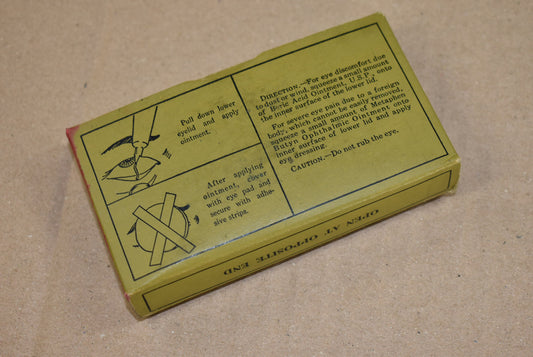 Pull down lower
eyelid and apply
ointment.
After applying
ointment, cover
with eye pad and
secure with adhe-
sive strips.
DIRECTION.—For eye discomfort due
to dust or wind, squeeze a small amount
of Boric Acid Ointment, U.S.P., onto
the inner surface of the lower lid.
For severe eye pain due to a foreign
body, which cannot be easily removed,
squeeze a small amount of Metaphen
Butyn Ophthalmic Ointment onto
inner surface of lower lid and apply
eye dressing.
CAUTION.—Do not rub the eye.
OPEN AT OPPOSITE END